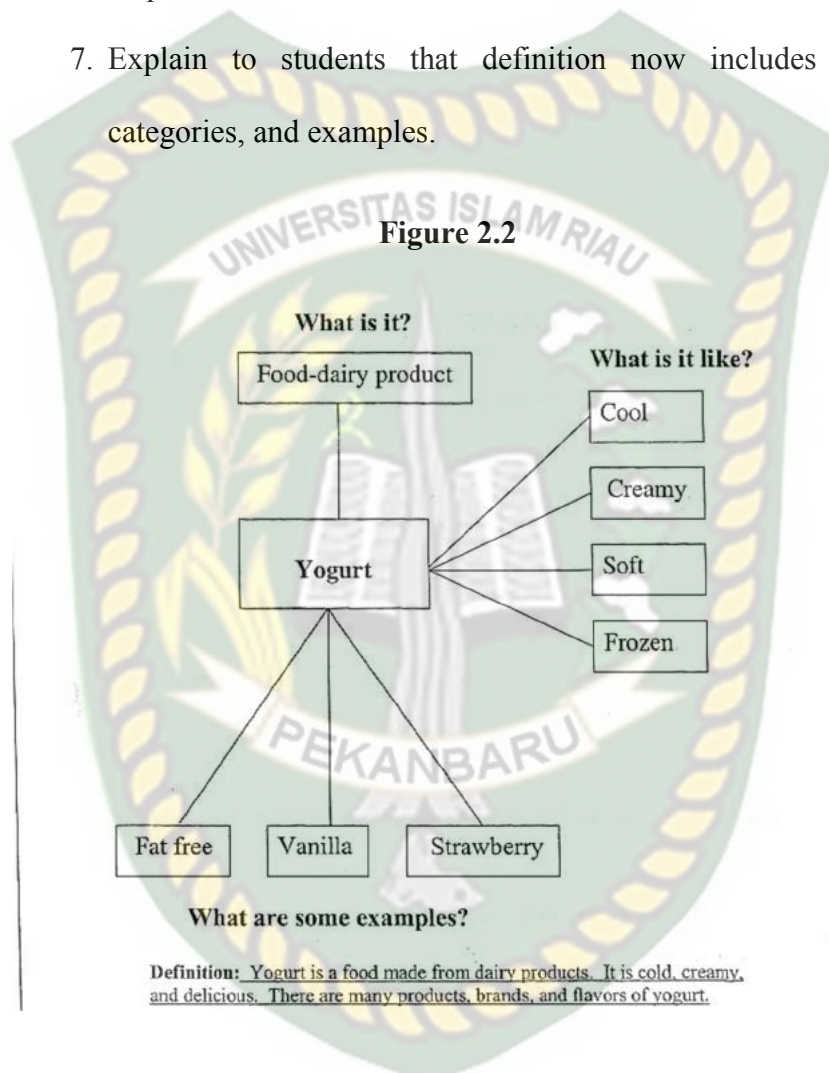 7. Explain to students that definition now includes
categories, and examples.
UNIVERSITAS ISLAM RIAU
Figure 2.2
What is it?
Food-dairy product
What is it like?
Cool
Creamy
Yogurt
Soft
Frozen
PEKANBARU
Fat free
Vanilla
Strawberry
What are some examples?
Definition: Yogurt is a food made from dairy products. It is cold, creamy,
and delicious. There are many products, brands, and flavors of yogurt.